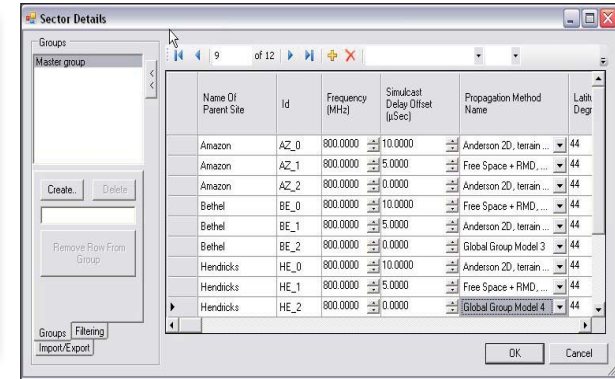 Sector Details
Groups
Master group
<
<
Create..
Delete
Remove Row From
Group
Groups
Filtering
Import/Export
9
of 12
Name Of
Parent Site
Id
Frequency
(MHz)
Simulcast
Delay Offset
(µSec)
Propagation Method
Name
Latitu
Degr
Amazon AZ_0 800.0000 10.0000 Anderson 2D, terrain ... 44
Amazon AZ_1 800.0000 5.0000 Free Space + RMD, ... 44
Amazon AZ_2 800.0000 0.0000 Anderson 2D, terrain ... 44
Bethel BE_0 800.0000 10.0000 Free Space + RMD, ... 44
Bethel BE_1 800.0000 5.0000 Anderson 2D, terrain ... 44
Bethel BE_2 800.0000 0.0000 Global Group Model 3 44
Hendricks HE_0 800.0000 10.0000 Anderson 2D, terrain ... 44
Hendricks HE_1 800.0000 5.0000 Free Space + RMD, ... 44
Hendricks HE_2 800.0000 0.0000 Global Group Model 4 44
OK
Cancel